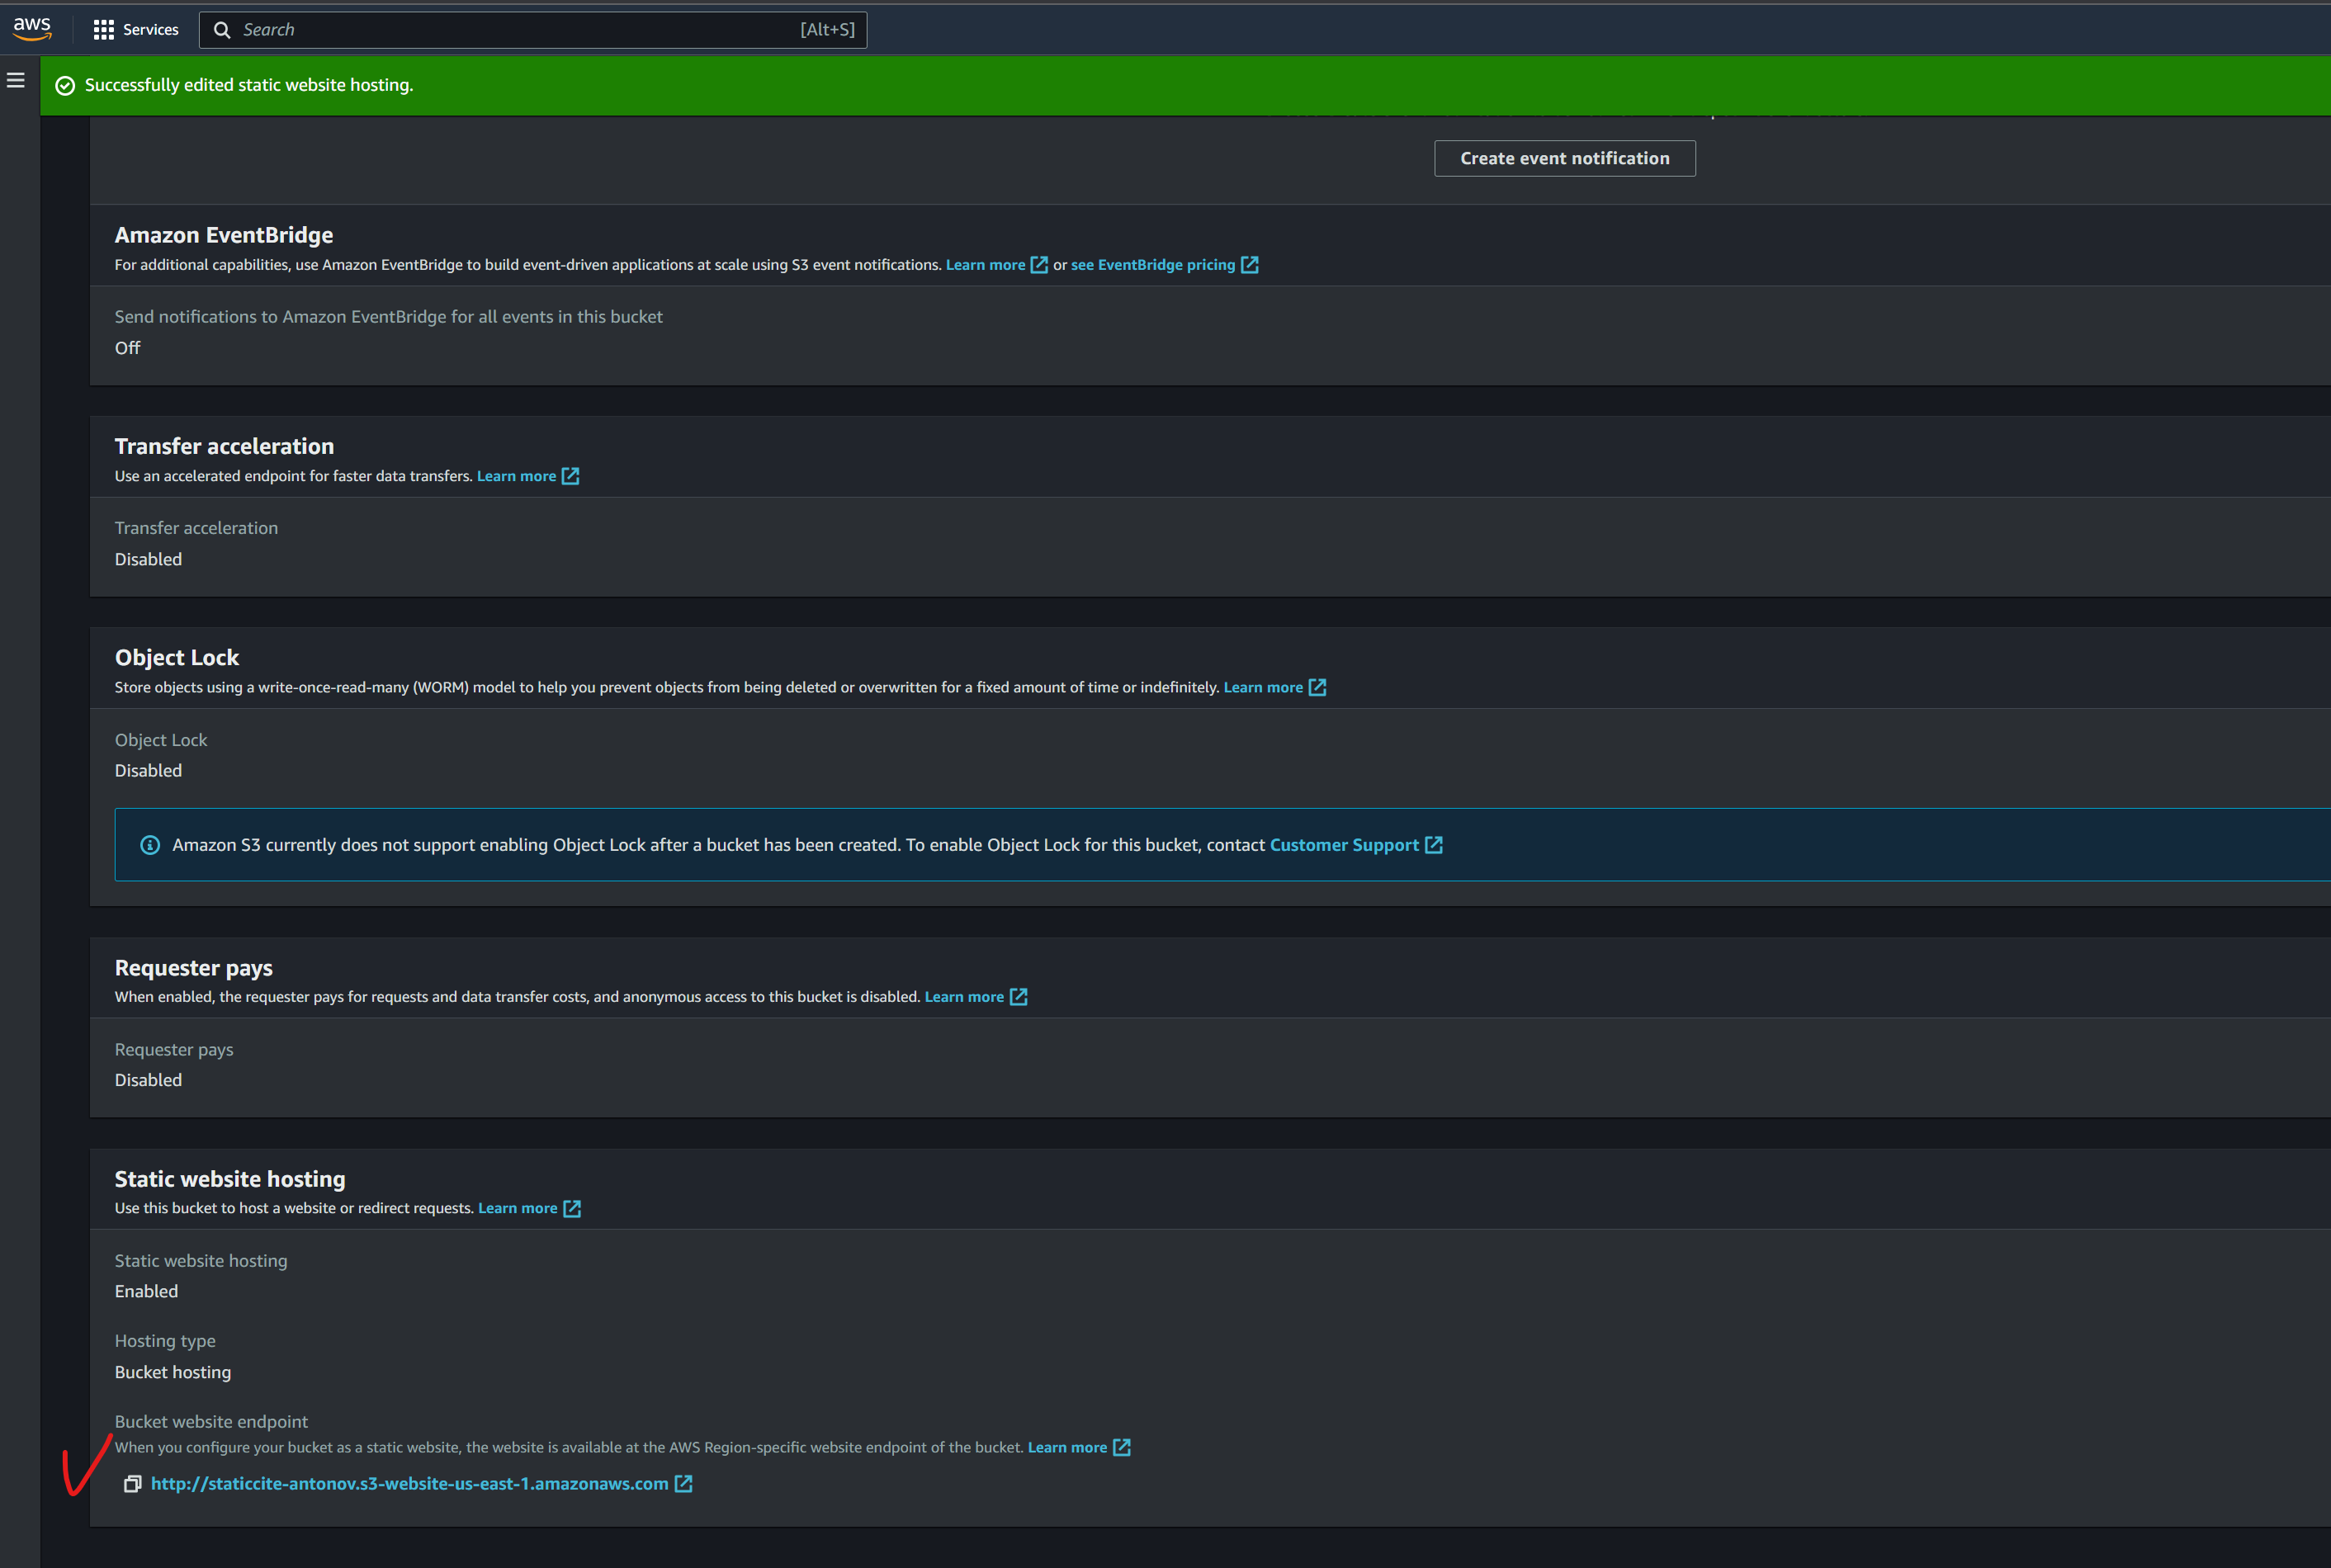 aws
Services
Search
[Alt+S]
Successfully edited static website hosting.
Create event notification
Amazon EventBridge
For additional capabilities, use Amazon EventBridge to build event-driven applications at scale using S3 event notifications. Learn more or see EventBridge pricing
Send notifications to Amazon EventBridge for all events in this bucket
Off
Transfer acceleration
Use an accelerated endpoint for faster data transfers. Learn more
Transfer acceleration
Disabled
Object Lock
Store objects using a write-once-read-many (WORM) model to help you prevent objects from being deleted or overwritten for a fixed amount of time or indefinitely. Learn more
Object Lock
Disabled
Amazon S3 currently does not support enabling Object Lock after a bucket has been created. To enable Object Lock for this bucket, contact Customer Support
Requester pays
When enabled, the requester pays for requests and data transfer costs, and anonymous access to this bucket is disabled. Learn more
Requester pays
Disabled
Static website hosting
Use this bucket to host a website or redirect requests. Learn more
Static website hosting
Enabled
Hosting type
Bucket hosting
Bucket website endpoint
When you configure your bucket as a static website, the website is available at the AWS Region-specific website endpoint of the bucket. Learn more
http://staticcite-antonov.s3-website-us-east-1.amazonaws.com